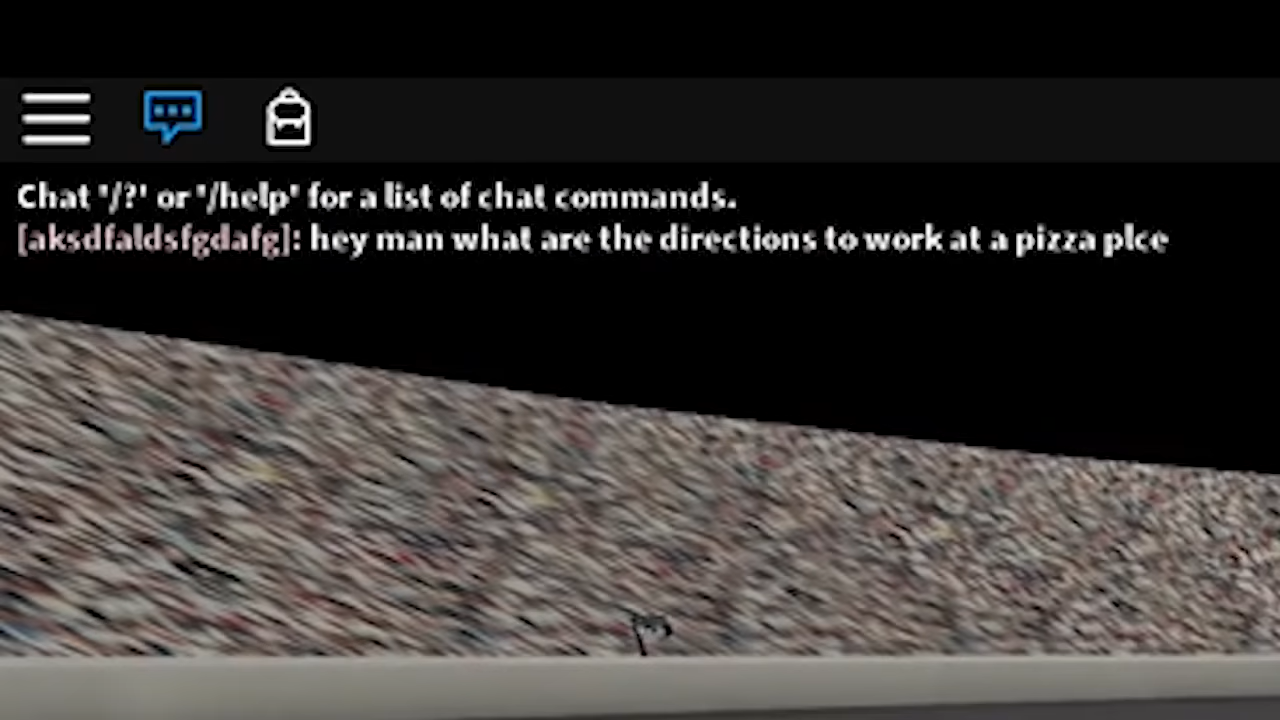 Chat '/?' or '/help' for a list of chat commands.
[aksdfaldsfgdafg]: hey man what are the directions to work at a pizza plce